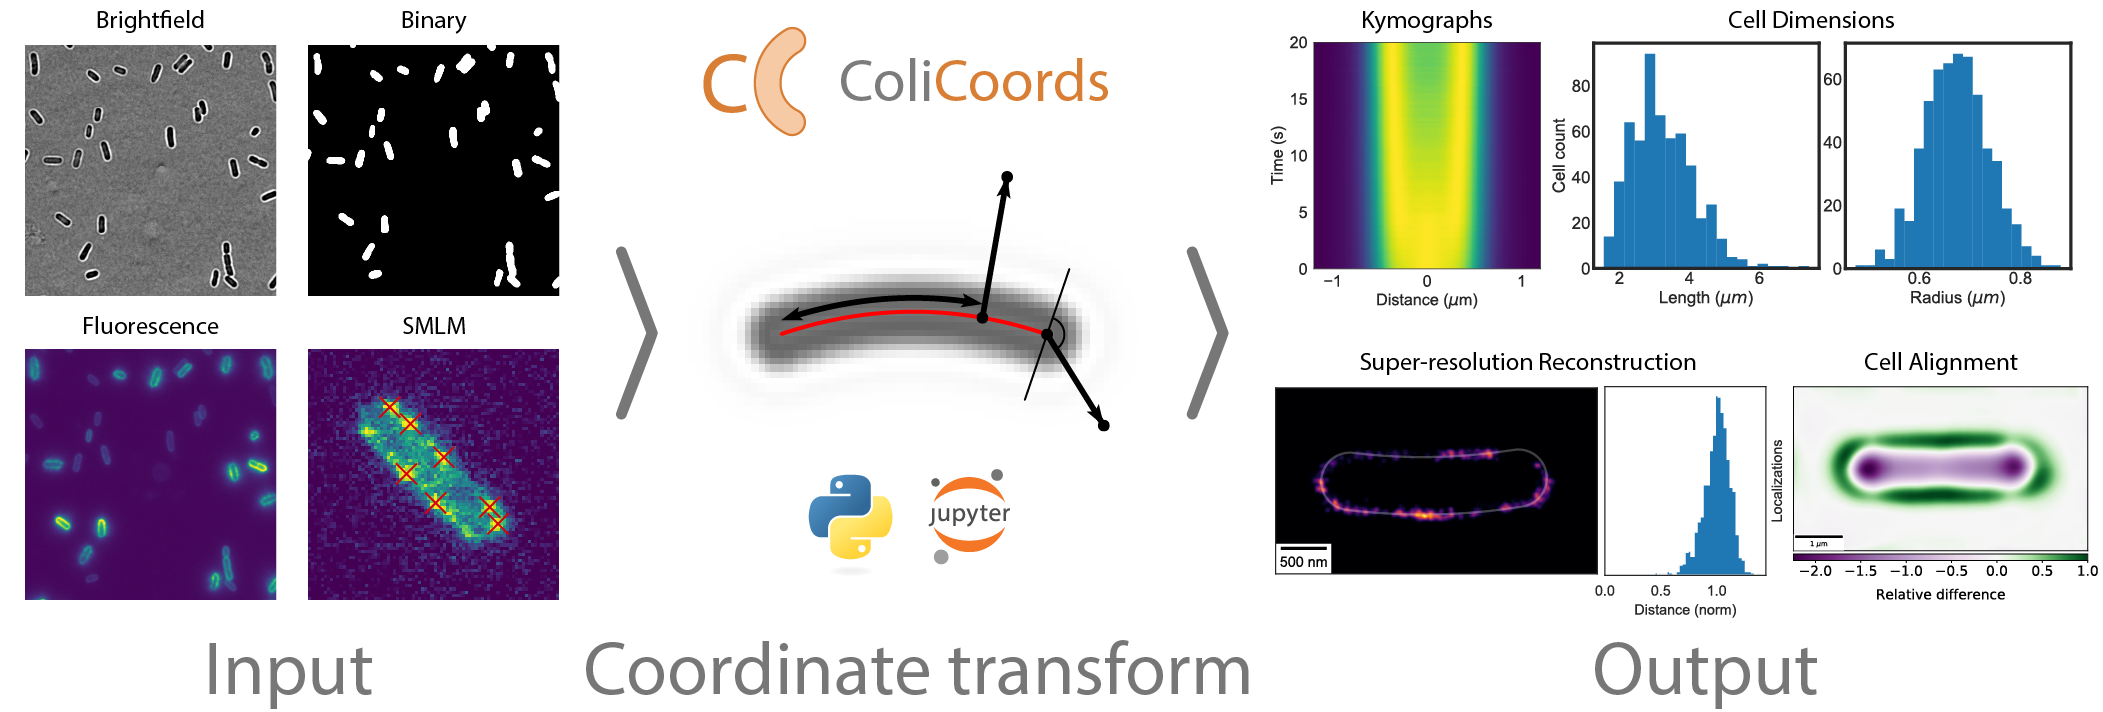 Brightfield
Binary
Fluorescence
SMLM
Input
C
ColiCoords
jupyter
Coordinate transform
Kymographs
20
15
10
5
0
Time (s)
−1
0
1
Distance (μm)
Cell Dimensions
80
60
40
20
0
Cell count
2
4
6
Length (μm)
60
40
20
0
0.6
0.8
Radius (μm)
Super-resolution Reconstruction
500 nm
0.0
0.5
1.0
Distance (norm)
Localizations
Cell Alignment
1 μm
−2.0
−1.5
−1.0
−0.5
0.0
0.5
1.0
Relative difference
Output